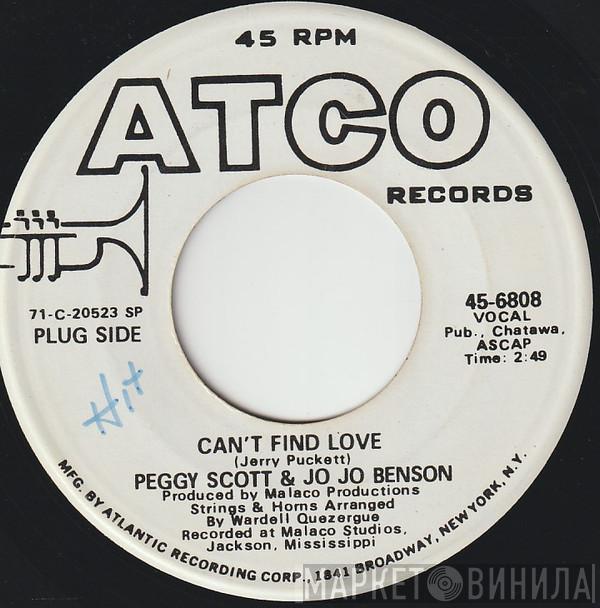 45 RPM
ATCO
RECORDS
71-C-20523 SP
PLUG SIDE
45-6808
VOCAL
Pub., Chatawa,
ASCAP
Time: 2:49
Hit
CAN'T FIND LOVE
(Jerry Puckett)
PEGGY SCOTT & JO JO BENSON
Produced by Malaco Productions
Strings & Horns Arranged
By Wardell Quezergue
Recorded at Malaco Studios,
Jackson, Mississippi
MFG. BY ATLANTIC RECORDING CORP., 1841 BROADWAY, NEW YORK, N.Y.
МАРКЕТ ВИНИЛА